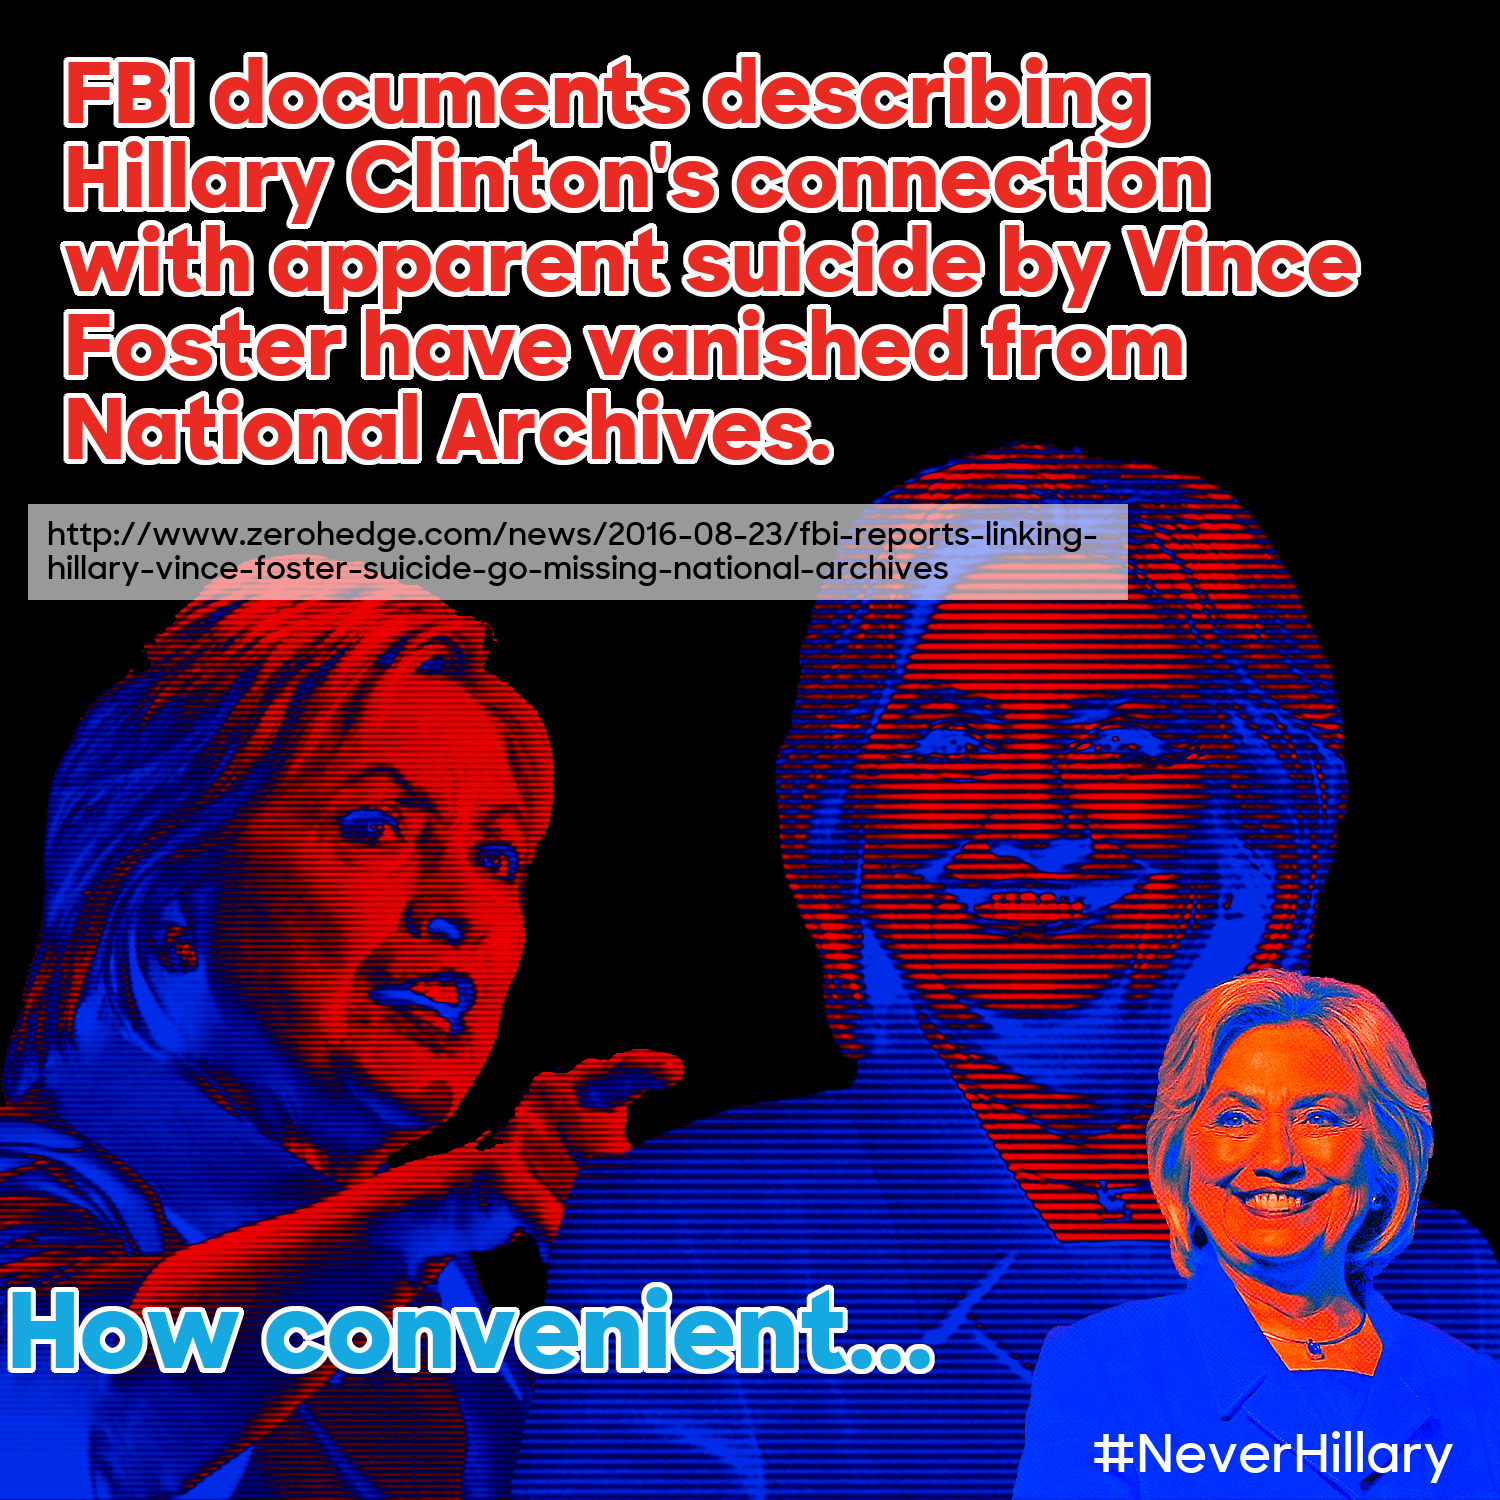 FBI documents describing
Hillary Clinton's connection
with apparent suicide by Vince
Foster have vanished from
National Archives.
http://www.zerohedge.com/news/2016-08-23/fbi-reports-linking-
hillary-vince-foster-suicide-go-missing-national-archives
How convenient...
#NeverHillary